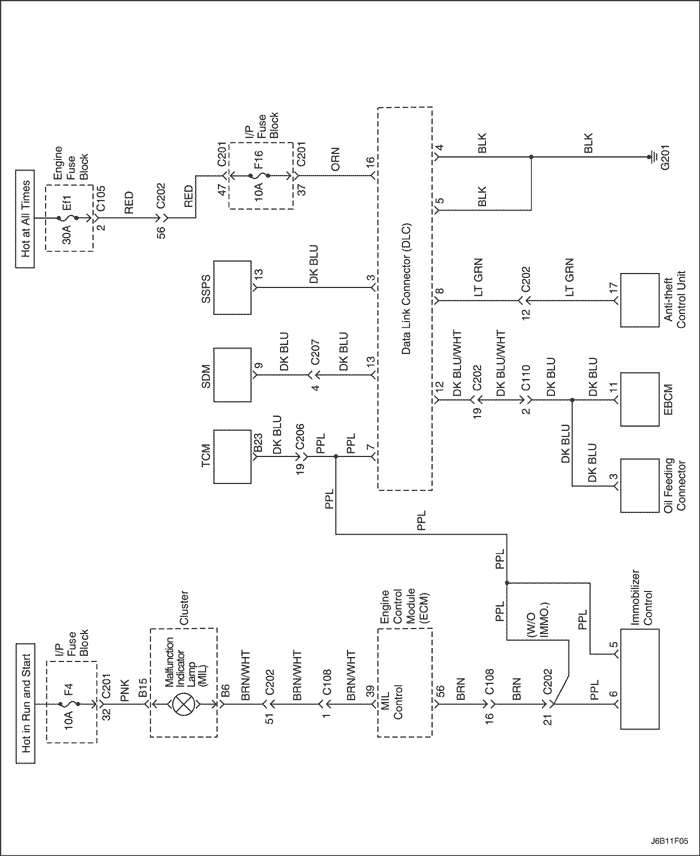 Hot at All Times
Engine
Fuse
Block
Ef1
30A
C105
2
RED
C202
56
RED
C201
47
I/P
Fuse
Block
F16
10A
C201
37
ORN
16
SSPS
13
DK BLU
3
SDM
9
DK BLU
C207
4
DK BLU
13
TCM
B23
DK BLU
C206
19
PPL
PPL
7
Data Link Connector (DLC)
4
BLK
BLK
G201
5
BLK
8
LT GRN
C202
12
LT GRN
17
Anti-theft
Control Unit
12
DK BLU/WHT
C202
19
DK BLU/WHT
C110
2
DK BLU
DK BLU
11
EBCM
DK BLU
DK BLU
3
Oil Feeding
Connector
PPL
PPL
PPL
PPL
(W/O
IMMO.)
PPL
5
Immobilizer
Control
Hot in Run and Start
I/P
Fuse
Block
F4
10A
C201
32
PNK
B15
Cluster
Malfunction
Indicator
Lamp
(MIL)
B6
BRN/WHT
C202
51
BRN/WHT
C108
1
BRN/WHT
39
Engine
Control
Module
(ECM)
MIL
Control
56
BRN
C108
16
BRN
C202
21
PPL
6
J6B11F05